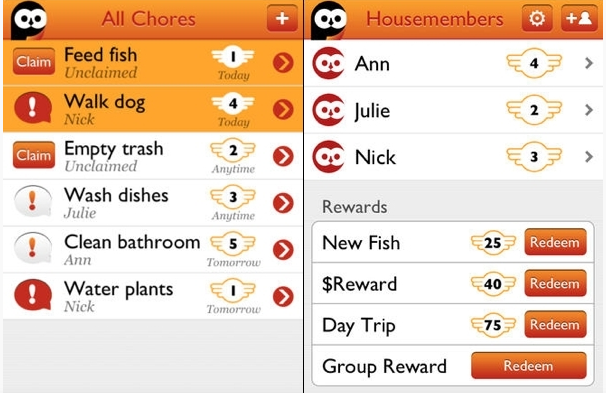 All Chores
+
Claim Feed fish 1
Unclaimed Today
! Walk dog 4
Nick Today
Claim Empty trash 2
Unclaimed Anytime
! Wash dishes 3
Julie Anytime
! Clean bathroom 5
Ann Tomorrow
! Water plants 1
Nick Tomorrow
Housemembers
+
Ann 4
Julie 2
Nick 3
Rewards
New Fish 25 Redeem
$Reward 40 Redeem
Day Trip 75 Redeem
Group Reward Redeem